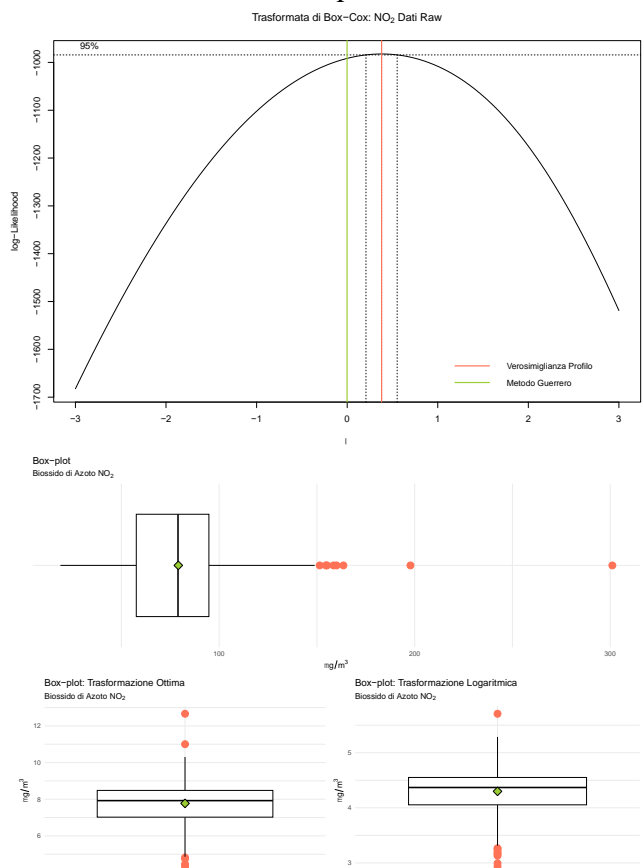 Trasformata di Box−Cox: NO2 Dati Raw
95%
log−Likelihood
−1000
−1100
−1200
−1300
−1400
−1500
−1600
−1700
Verosimiglianza Profilo
Metodo Guerrero
−3 −2 −1 0 1 2 3
l
Box−plot
Biossido di Azoto NO2
100 200 300
mg/m3
Box−plot: Trasformazione Ottima
Biossido di Azoto NO2
mg/m3
12
10
8
6
Box−plot: Trasformazione Logaritmica
Biossido di Azoto NO2
mg/m3
5
4
3